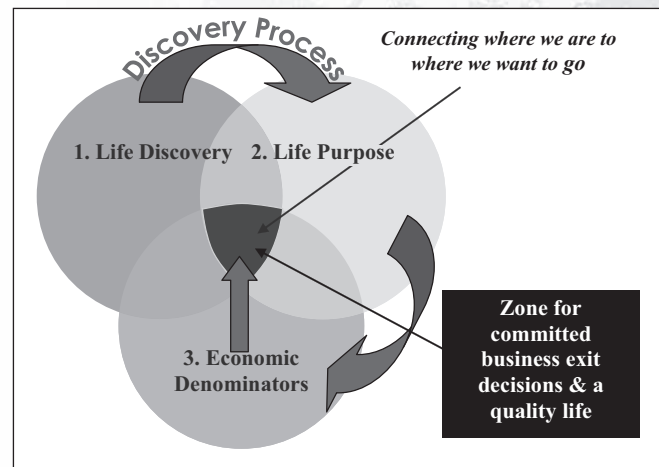 Discovery Process
Connecting where we are to
where we want to go
1. Life Discovery
2. Life Purpose
3. Economic
Denominators
Zone for
committed
business exit
decisions & a
quality life